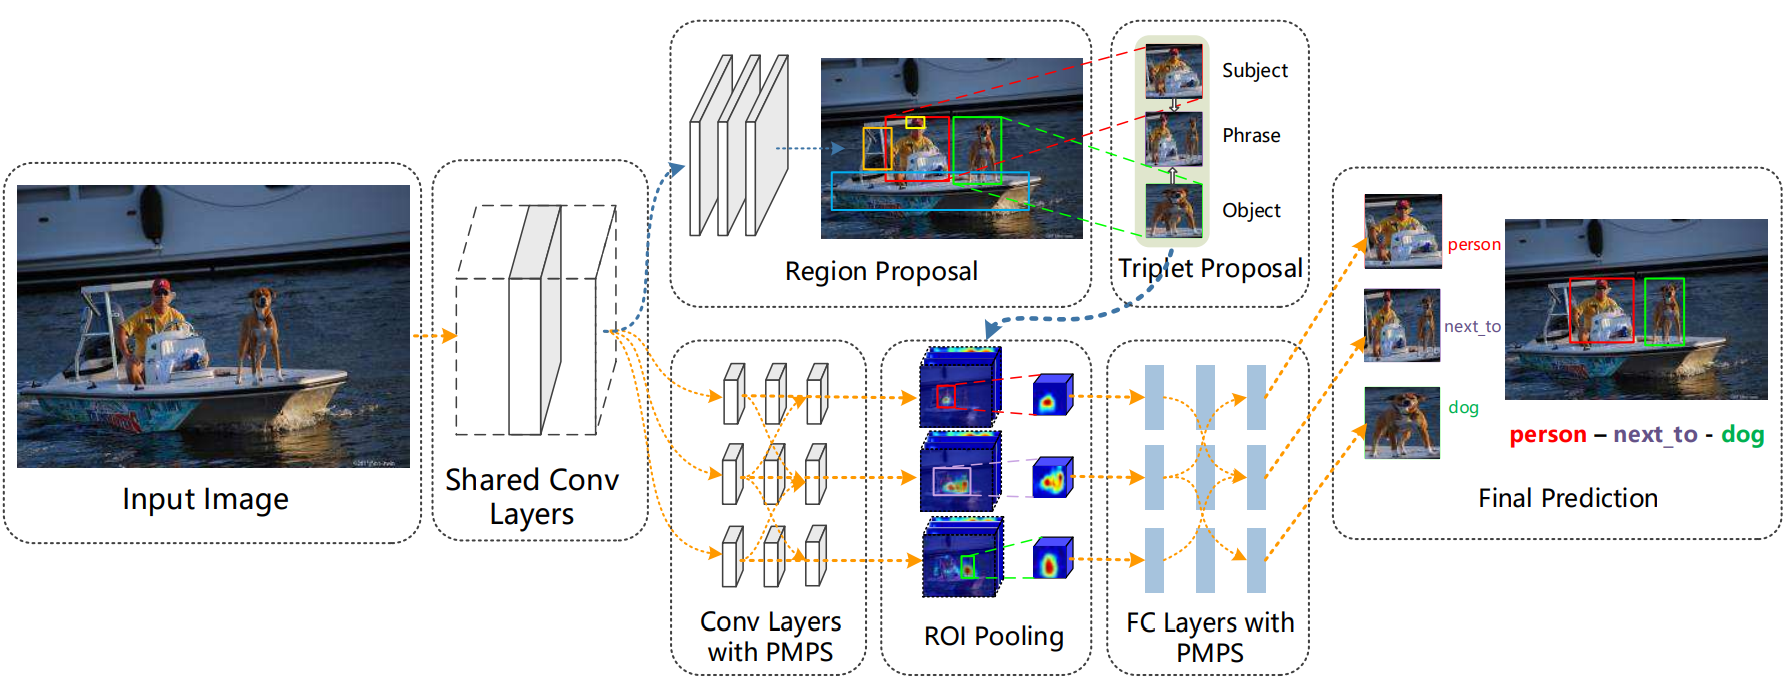 Input Image
Shared Conv
Layers
Region Proposal
Subject
Phrase
Object
Triplet Proposal
Conv Layers
with PMPS
ROI Pooling
FC Layers with
PMPS
person
next_to
dog
person – next_to - dog
Final Prediction